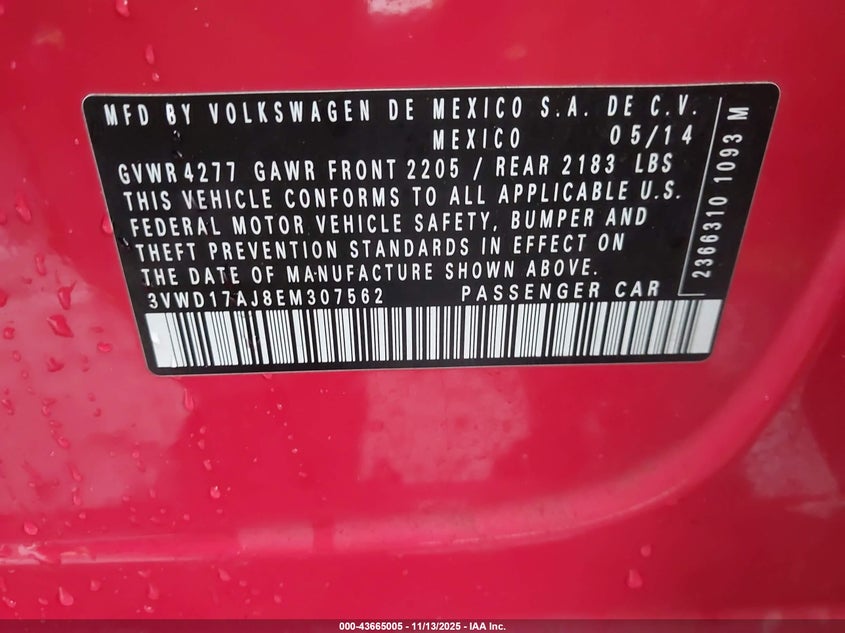 MFD BY VOLKSWAGEN DE MEXICO S.A. DE C.V.
MEXICO 05/14
GVWR 4277 GAWR FRONT 2205 / REAR 2183 LBS
THIS VEHICLE CONFORMS TO ALL APPLICABLE U.S.
FEDERAL MOTOR VEHICLE SAFETY, BUMPER AND
THEFT PREVENTION STANDARDS IN EFFECT ON
THE DATE OF MANUFACTURE SHOWN ABOVE.
3VWD17AJ8EM307562 PASSENGER CAR
2366310 1093 M
000-43665005 - 11/13/2025 - IAA Inc.